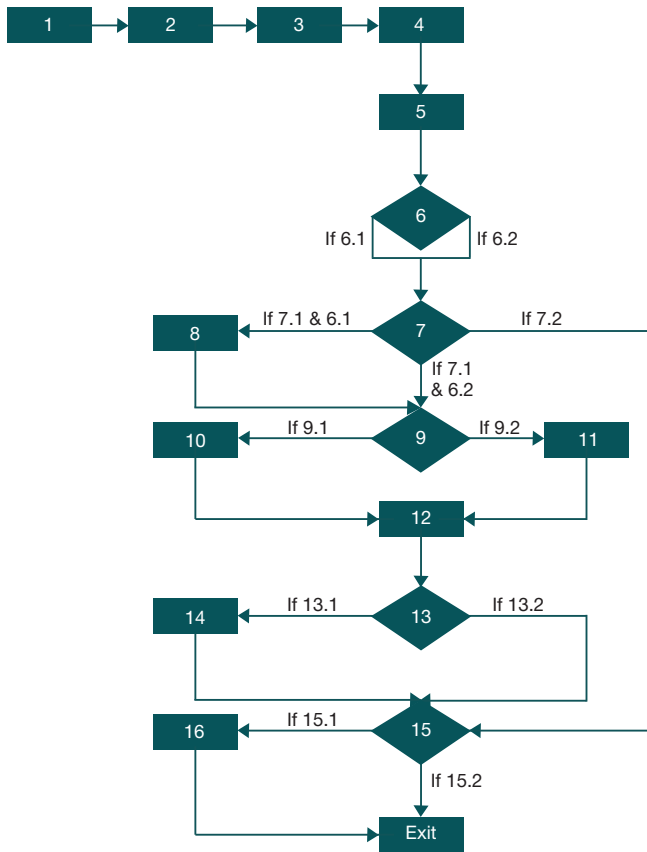 1
2
3
4
5
6
If 6.1
If 6.2
If 7.1 & 6.1
7
If 7.2
8
If 7.1
& 6.2
If 9.1
9
If 9.2
10
11
12
If 13.1
13
If 13.2
14
If 15.1
15
16
If 15.2
Exit